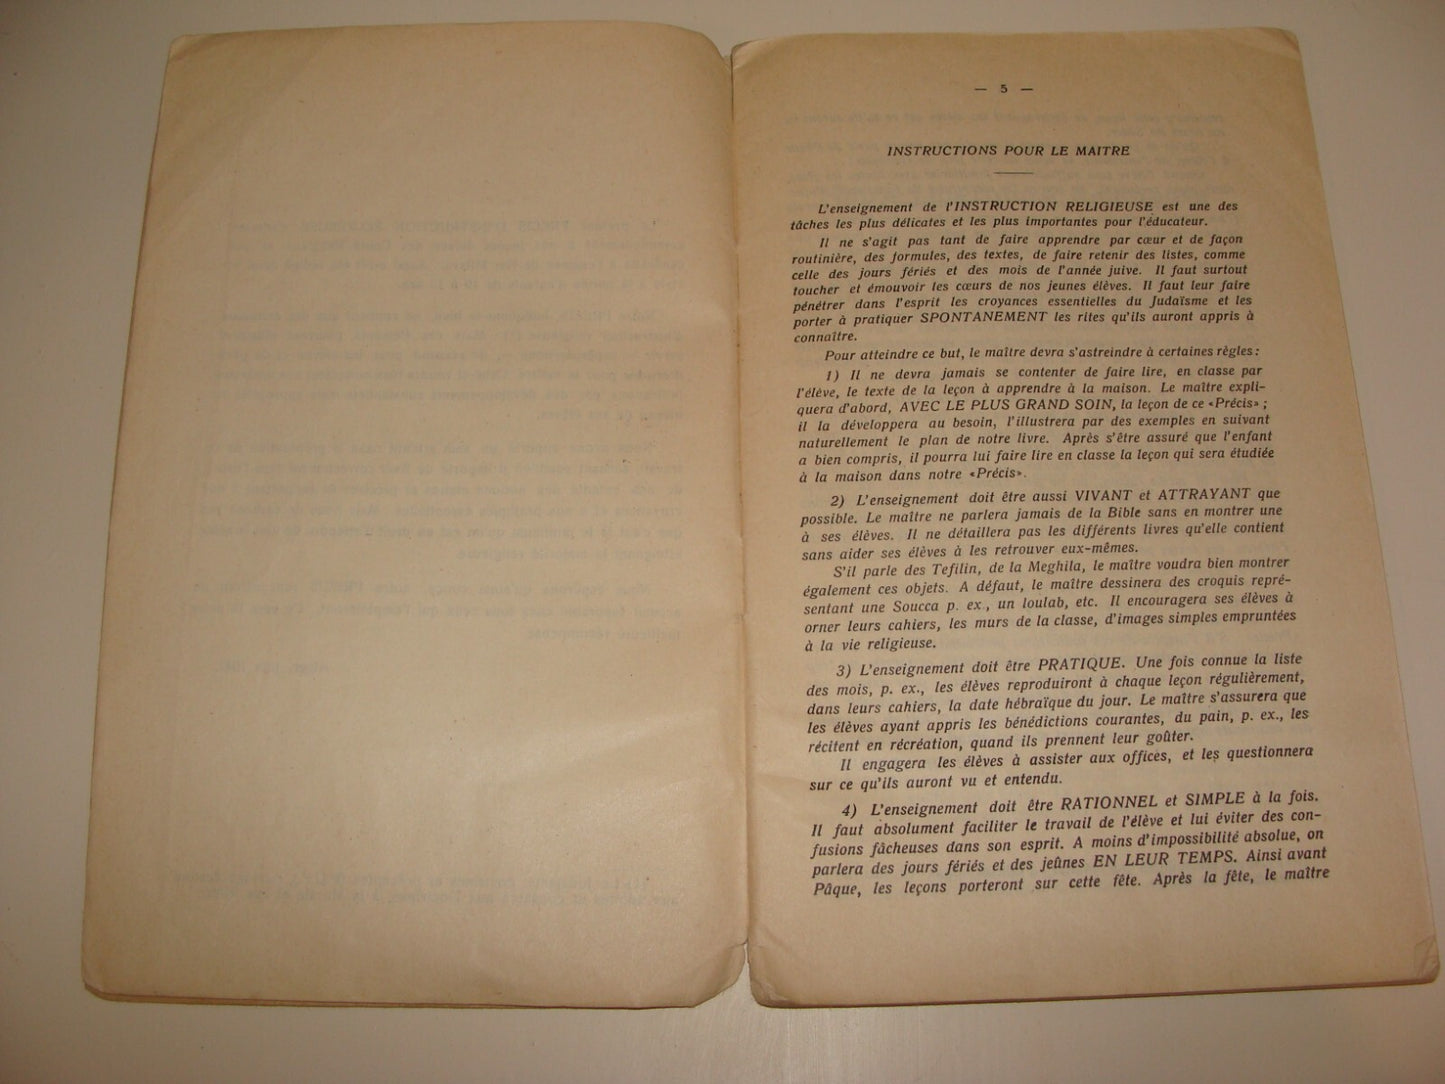 — 5 —
INSTRUCTIONS POUR LE MAITRE
L'enseignement de l'INSTRUCTION RELIGIEUSE est une des
tâches les plus délicates et les plus importantes pour l'éducateur.
Il ne s'agit pas tant de faire apprendre par cœur et de façon
routinière, des formules, des textes, de faire retenir des listes, comme
celle des jours fériés et des mois de l'année juive. Il faut surtout
toucher et émouvoir les cœurs de nos jeunes élèves. Il faut leur faire
pénétrer dans l'esprit les croyances essentielles du Judaïsme et les
porter à pratiquer SPONTANEMENT les rites qu'ils auront appris à
connaître.
Pour atteindre ce but, le maître devra s'astreindre à certaines règles :
1) Il ne devra jamais se contenter de faire lire, en classe par
l'élève, le texte de la leçon à apprendre à la maison. Le maître expli-
quera d'abord, AVEC LE PLUS GRAND SOIN, la leçon de ce «Précis» ;
il la développera au besoin, l'illustrera par des exemples en suivant
naturellement le plan de notre livre. Après s'être assuré que l'enfant
a bien compris, il pourra lui faire lire en classe la leçon qui sera étudiée
à la maison dans notre «Précis».
2) L'enseignement doit être aussi VIVANT et ATTRAYANT que
possible. Le maître ne parlera jamais de la Bible sans en montrer une
à ses élèves. Il ne détaillera pas les différents livres qu'elle contient
sans aider ses élèves à les retrouver eux-mêmes.
S'il parle des Tefilin, de la Meghila, le maître voudra bien montrer
également ces objets. A défaut, le maître dessinera des croquis repré-
sentant une Soucca p. ex., un loulab, etc. Il encouragera ses élèves à
orner leurs cahiers, les murs de la classe, d'images simples empruntées
à la vie religieuse.
3) L'enseignement doit être PRATIQUE. Une fois connue la liste
des mois, p. ex., les élèves reproduiront à chaque leçon régulièrement,
dans leurs cahiers, la date hébraïque du jour. Le maître s'assurera que
les élèves ayant appris les bénédictions courantes, du pain, p. ex., les
récitent en récréation, quand ils prennent leur goûter.
Il engagera les élèves à assister aux offices, et les questionnera
sur ce qu'ils auront vu et entendu.
4) L'enseignement doit être RATIONNEL et SIMPLE à la fois.
Il faut absolument faciliter le travail de l'élève et lui éviter des con-
fusions fâcheuses dans son esprit. A moins d'impossibilité absolue, on
parlera des jours fériés et des jeûnes EN LEUR TEMPS. Ainsi avant
Pâque, les leçons porteront sur cette fête. Après la fête, le maître